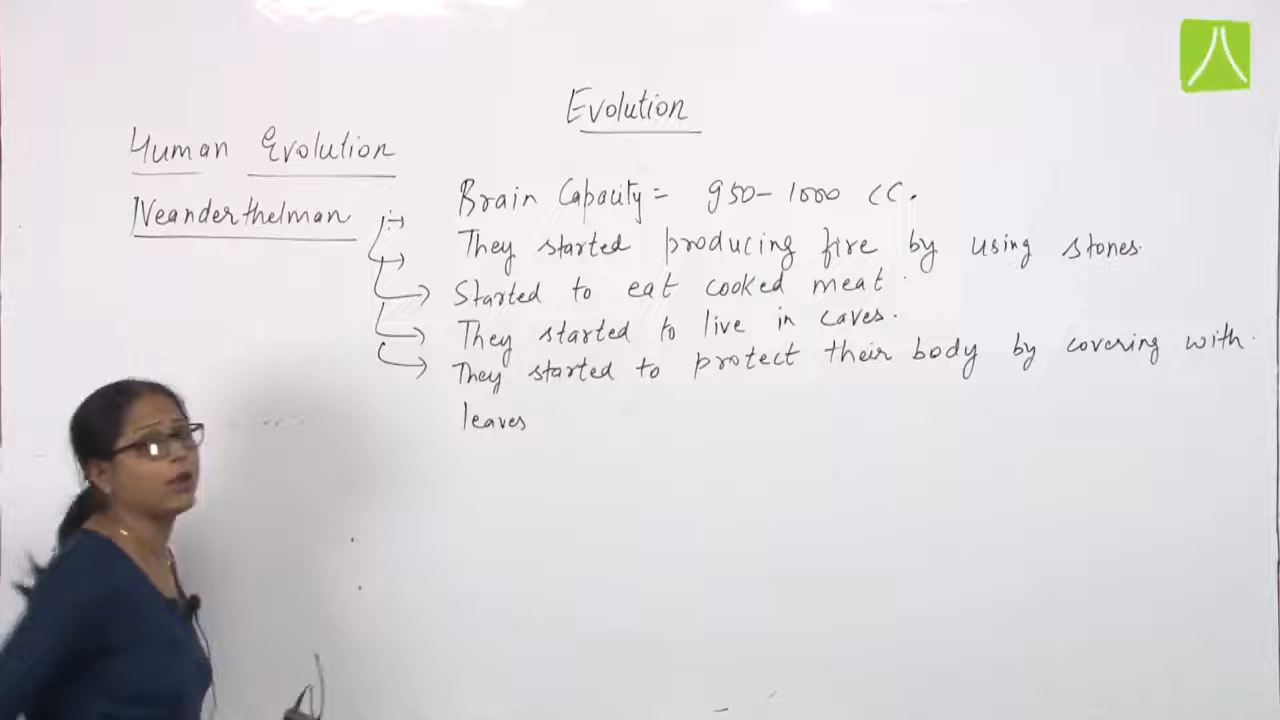 Evolution
Human Evolution
Neanderthelman
Brain Capacity = 950-1000 CC.
They started producing fire by using stones.
Started to eat cooked meat.
They started to live in caves.
They started to protect their body by covering with
leaves